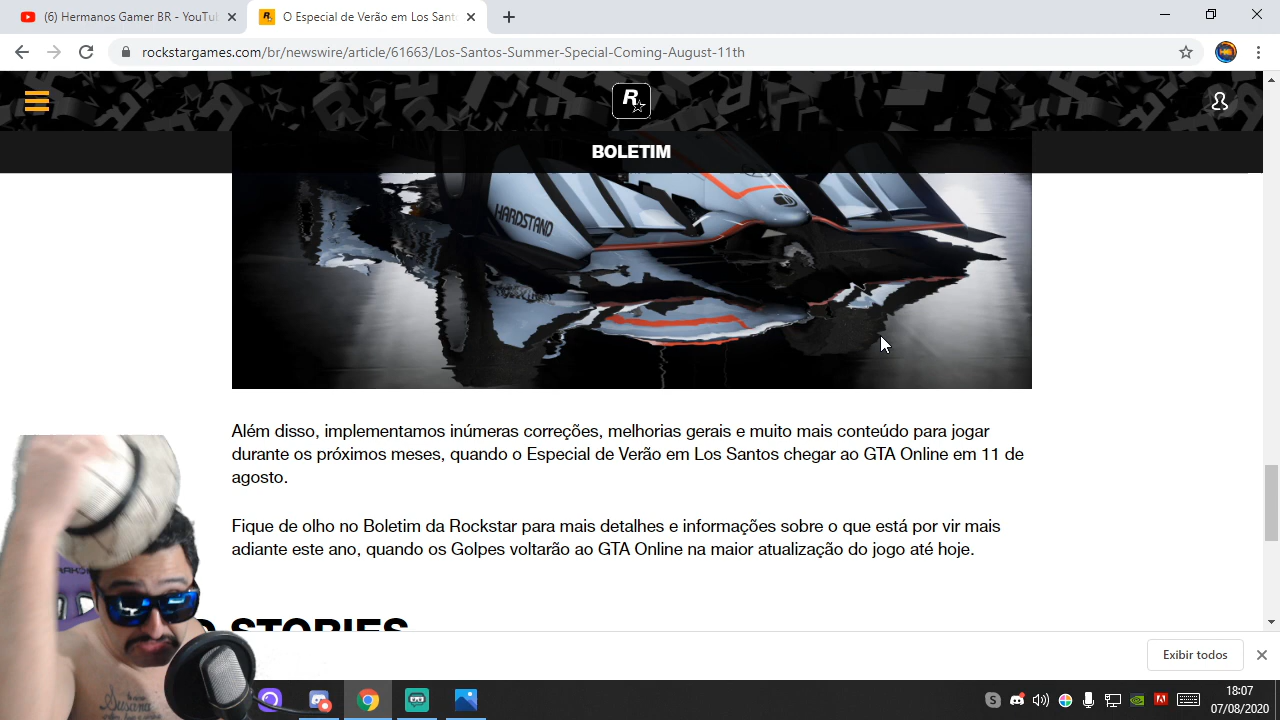 (6) Hermanos Gamer BR - YouTu
O Especial de Verão em Los Sant
rockstargames.com/br/newswire/article/61663/Los-Santos-Summer-Special-Coming-August-11th
BOLETIM
HARDSTAND
Além disso, implementamos inúmeras correções, melhorias gerais e muito mais conteúdo para jogar
durante os próximos meses, quando o Especial de Verão em Los Santos chegar ao GTA Online em 11 de
agosto.
Fique de olho no Boletim da Rockstar para mais detalhes e informações sobre o que está por vir mais
adiante este ano, quando os Golpes voltarão ao GTA Online na maior atualização do jogo até hoje.
STORIES
Exibir todos
Susana
18:07
07/08/2020